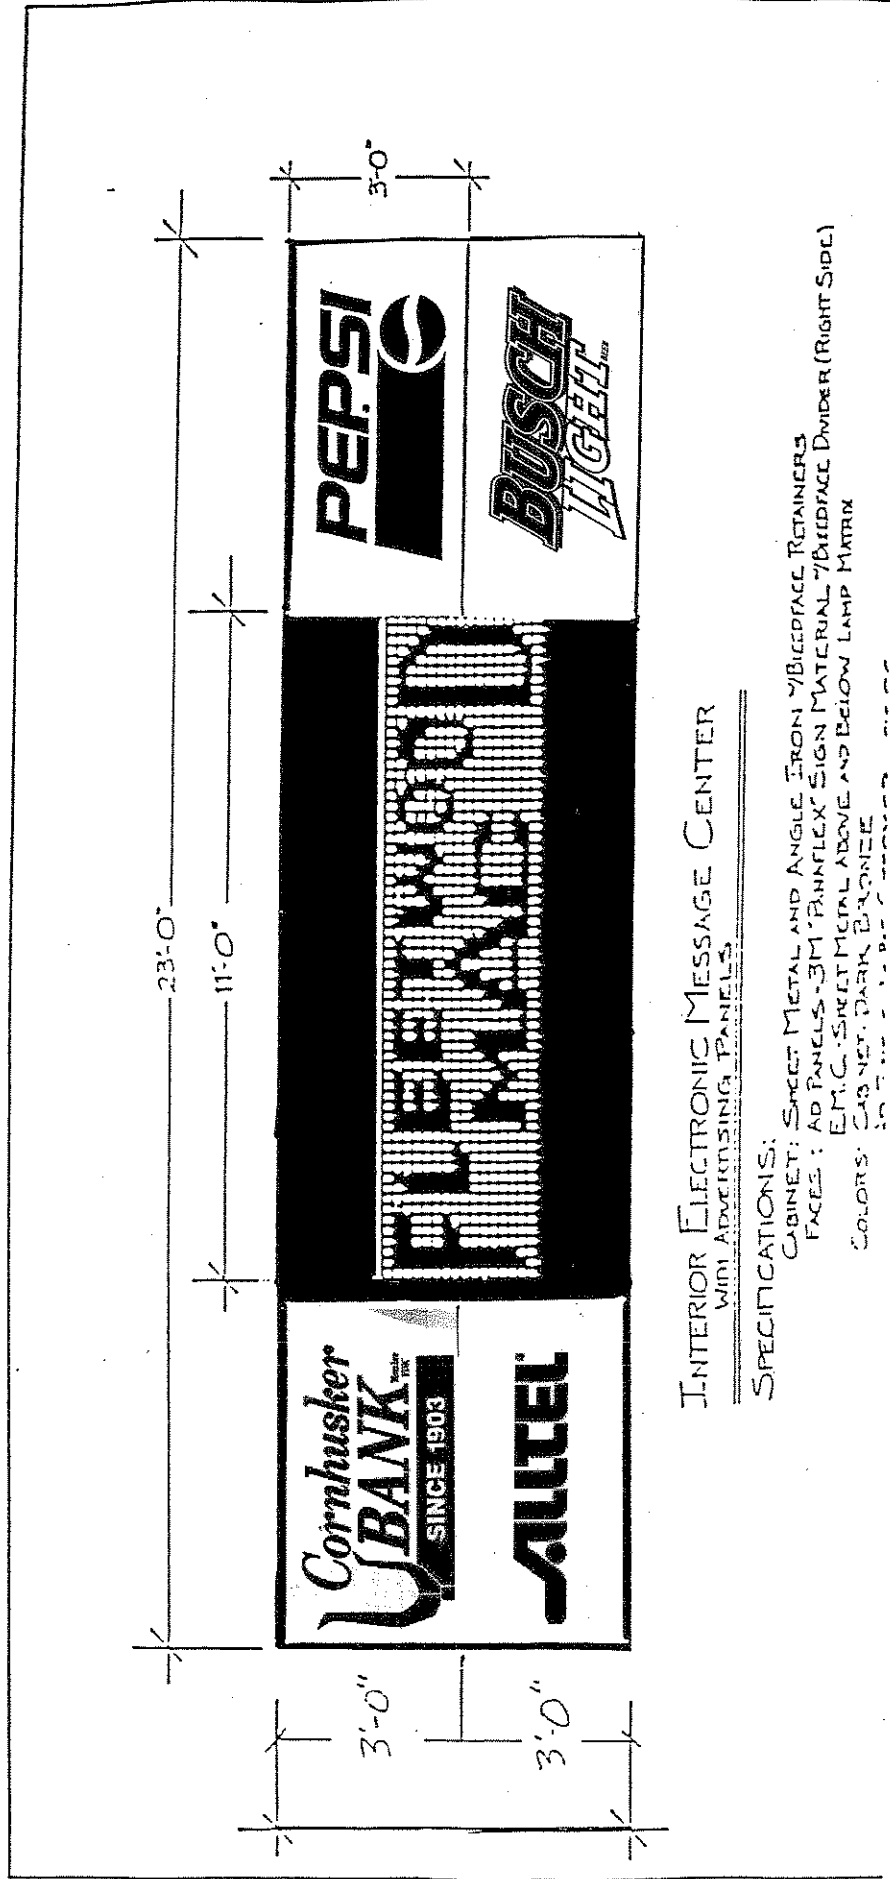 23'-0"
11'-0"
3'-0"
3'-0"
3'-0"
Cornhusker
BANK
Member
FDIC
SINCE 1903
ALLTEL
FLEETWOOD
MAC
PEPSI
BUSCH
LIGHT
INTERIOR ELECTRONIC MESSAGE CENTER
WITH ADVERTISING PANELS
SPECIFICATIONS:
CABINET: SHEET METAL AND ANGLE IRON W/BLEEDFACE RETAINERS
FACES: AD PANELS-3M "PANAFLEX" SIGN MATERIAL W/BLEEDFACE DIVIDER (RIGHT SIDE)
E.M.C.-SHEET METAL ABOVE AND BELOW LAMP MATRIX
COLORS: CABINET: DARK BRONZE